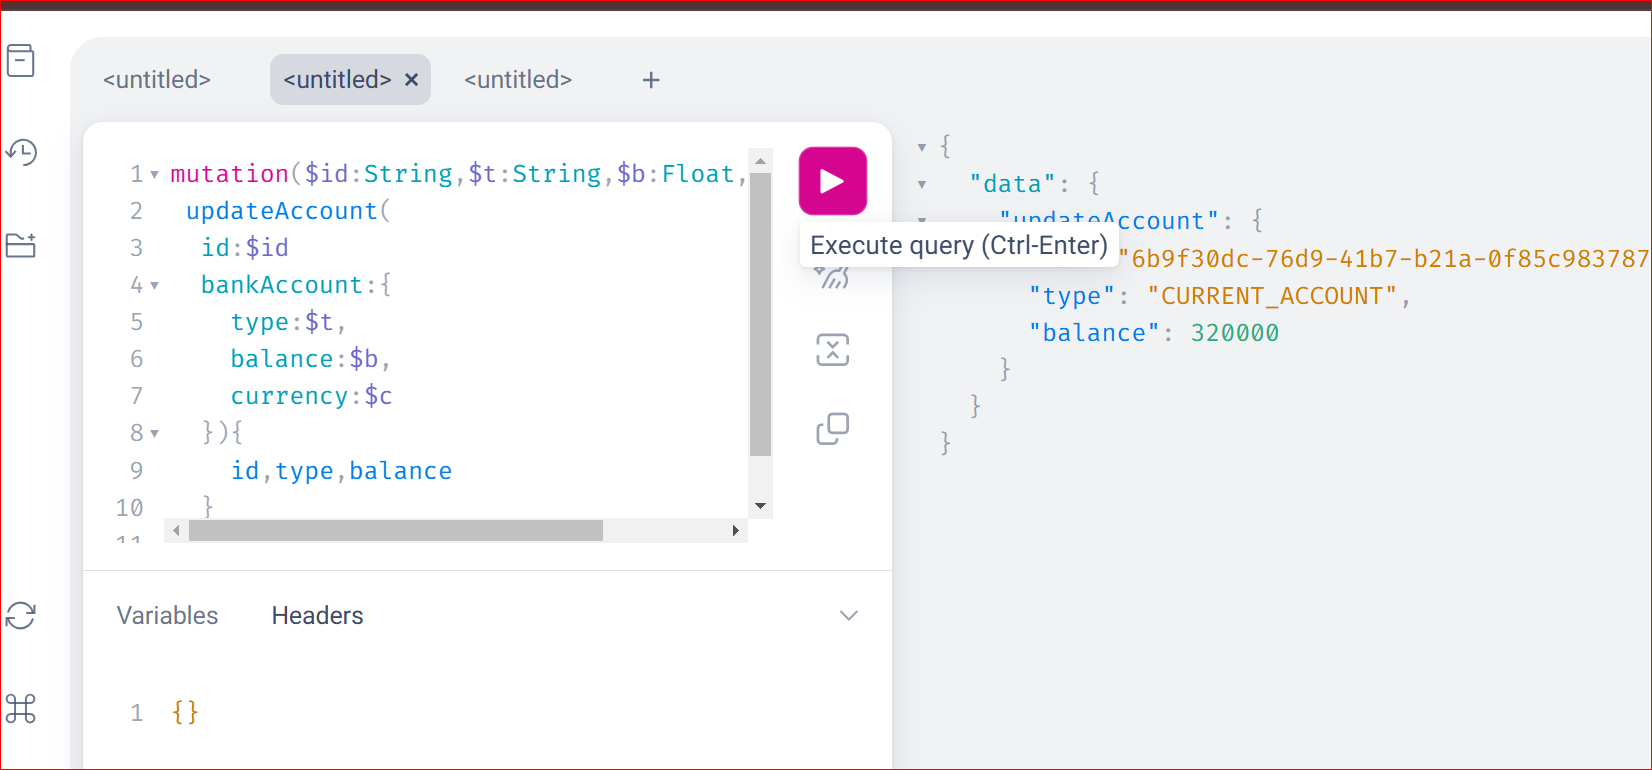 <untitled> <untitled> × <untitled> +
1 mutation($id:String,$t:String,$b:Float,
2 updateAccount(
3 id:$id
4 bankAccount:{
5 type:$t,
6 balance:$b,
7 currency:$c
8 }){
9 id,type,balance
10 }
11
Execute query (Ctrl-Enter)
Variables Headers
1 {}
{
"data": {
"updateAccount": {
"6b9f30dc-76d9-41b7-b21a-0f85c983787
"type": "CURRENT_ACCOUNT",
"balance": 320000
}
}
}